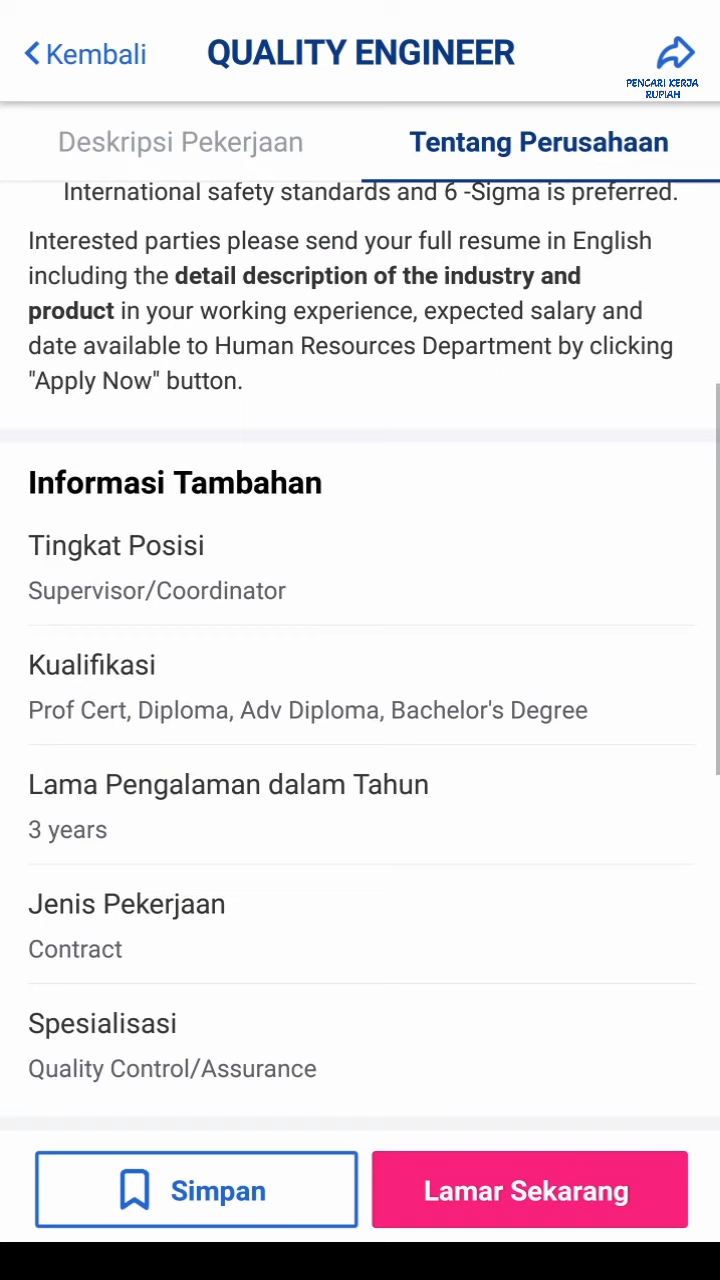 Kembali
QUALITY ENGINEER
PENCARI KERJA
RUPIAH
Deskripsi Pekerjaan
Tentang Perusahaan
International safety standards and 6 -Sigma is preferred.
Interested parties please send your full resume in English
including the detail description of the industry and
product in your working experience, expected salary and
date available to Human Resources Department by clicking
"Apply Now" button.
Informasi Tambahan
Tingkat Posisi
Supervisor/Coordinator
Kualifikasi
Prof Cert, Diploma, Adv Diploma, Bachelor's Degree
Lama Pengalaman dalam Tahun
3 years
Jenis Pekerjaan
Contract
Spesialisasi
Quality Control/Assurance
Simpan
Lamar Sekarang